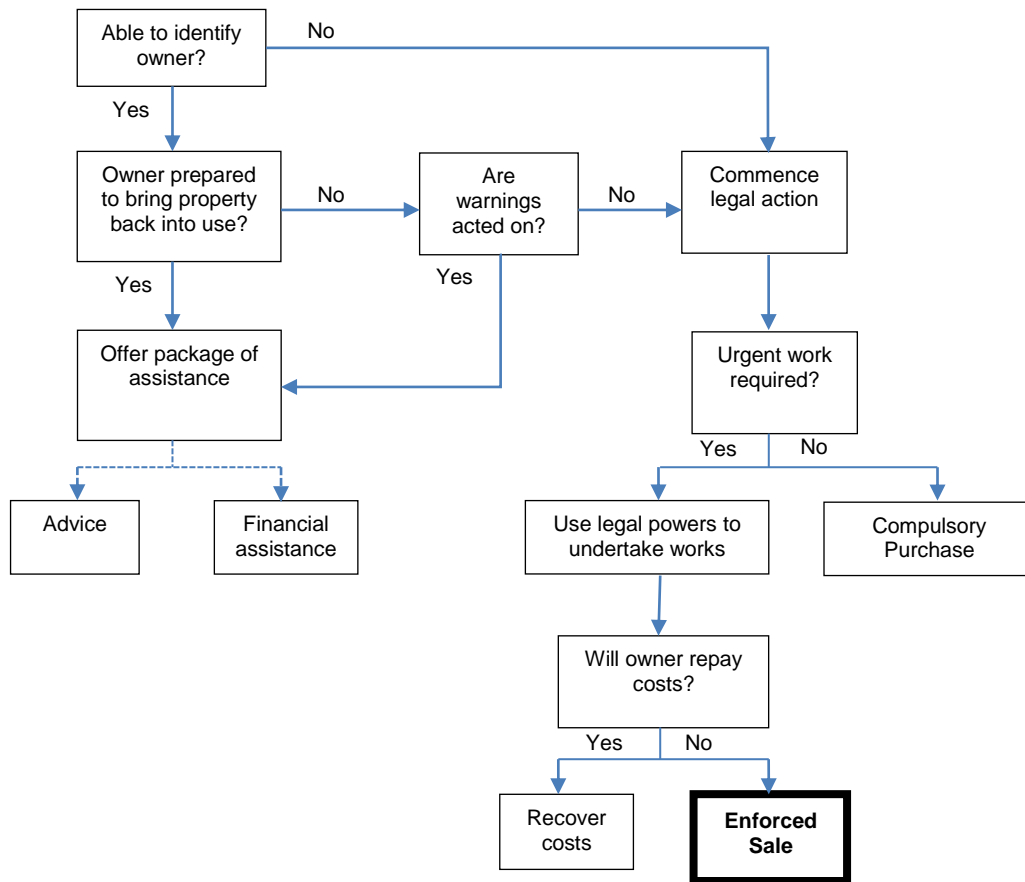 Able to identify
owner?
No
Yes
Owner prepared
to bring property
back into use?
No
Are
warnings
acted on?
No
Commence
legal action
Yes
Yes
Offer package of
assistance
Urgent work
required?
Yes
No
Advice
Financial
assistance
Use legal powers to
undertake works
Compulsory
Purchase
Will owner repay
costs?
Yes
No
Recover
costs
Enforced
Sale